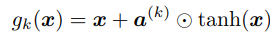 g_k(𝒙) = 𝒙 + 𝒂^{(k)} ⊙ tanh(𝒙)